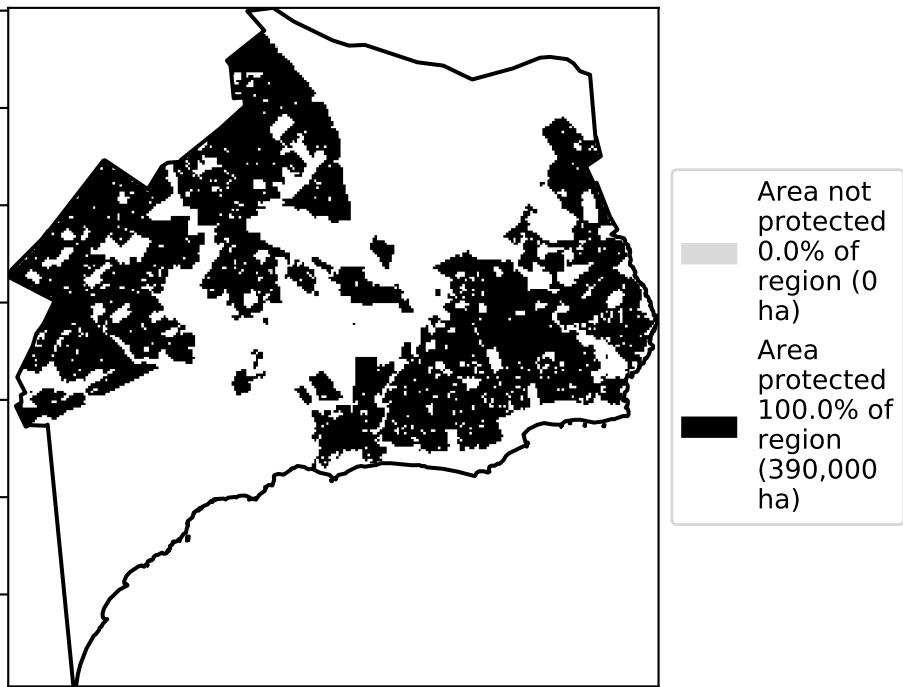 Area not
protected
0.0% of
region (0
ha)
Area
protected
100.0% of
region
(390,000
ha)